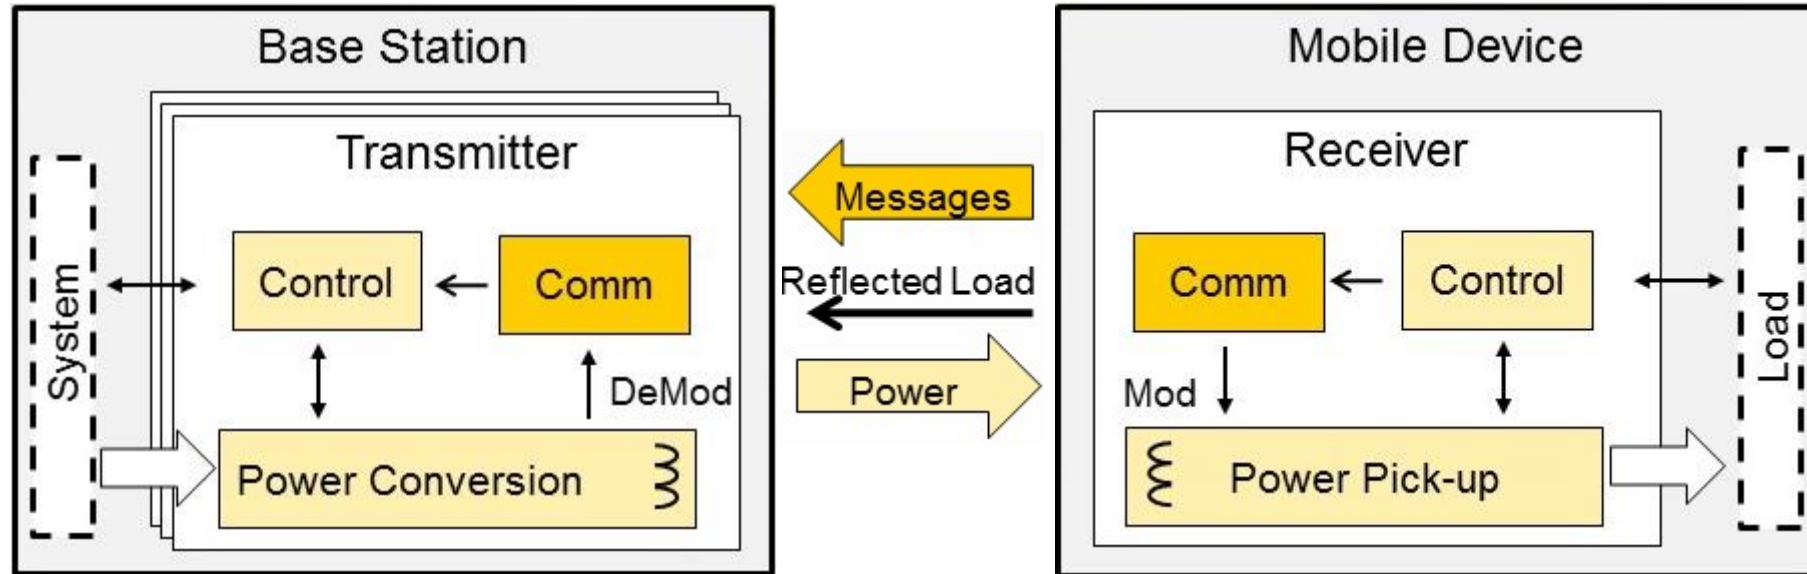 Base Station
Transmitter
System
Control
Comm
DeMod
Power Conversion
Messages
Reflected Load
Power
Mobile Device
Receiver
Comm
Control
Mod
Power Pick-up
Load